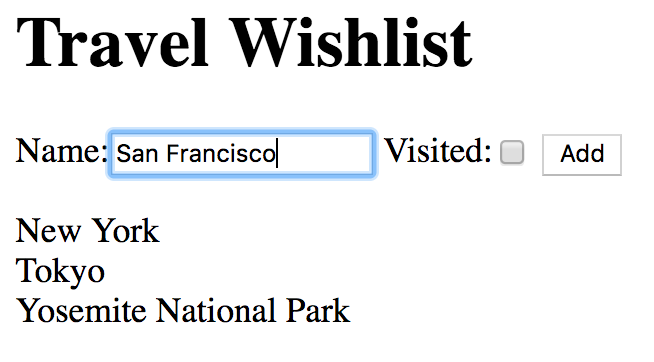 Travel Wishlist
Name: San Francisco Visited: Add
New York
Tokyo
Yosemite National Park